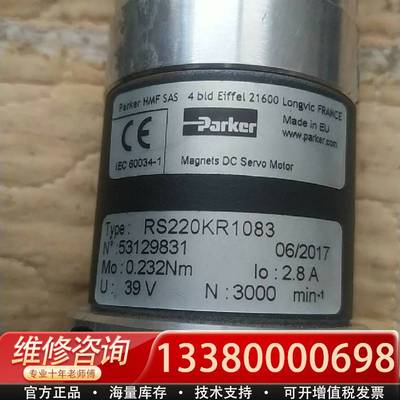 Parker HMF SAS 4 bld Eiffel 21600 Longvic FRANCE
CE
Parker
Made in EU
www.parker.com
IEC 60034-1
Magnets DC Servo Motor
Type: RS220KR1083
N°:53129831 06/2017
Mo:0.232Nm Io:2.8 A
U: 39 V N:3000 min-1
维修咨询
专业十年老师傅
13380000698
官方正品 · 海量库存 · 技术支持 · 可开增值税发票